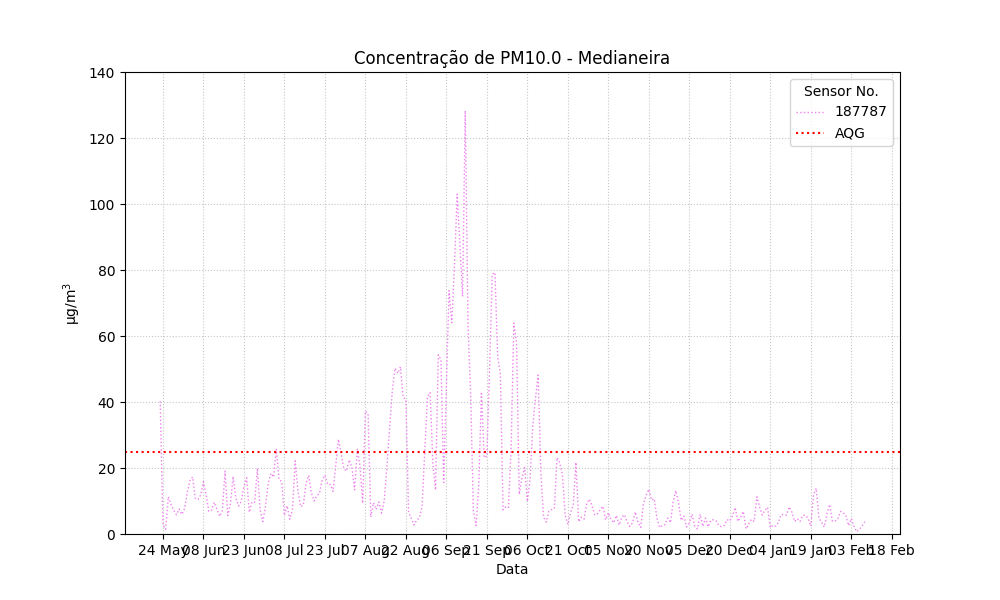 Concentração de PM10.0 - Medianeira
Sensor No.
187787
AQG
140
120
100
80
60
40
20
0
µg/m³
24 May 08 Jun 23 Jun 08 Jul 23 Jul 07 Aug 22 Aug 06 Sep 21 Sep 06 Oct 21 Oct 05 Nov 20 Nov 05 Dec 20 Dec 04 Jan 19 Jan 03 Feb 18 Feb
Data